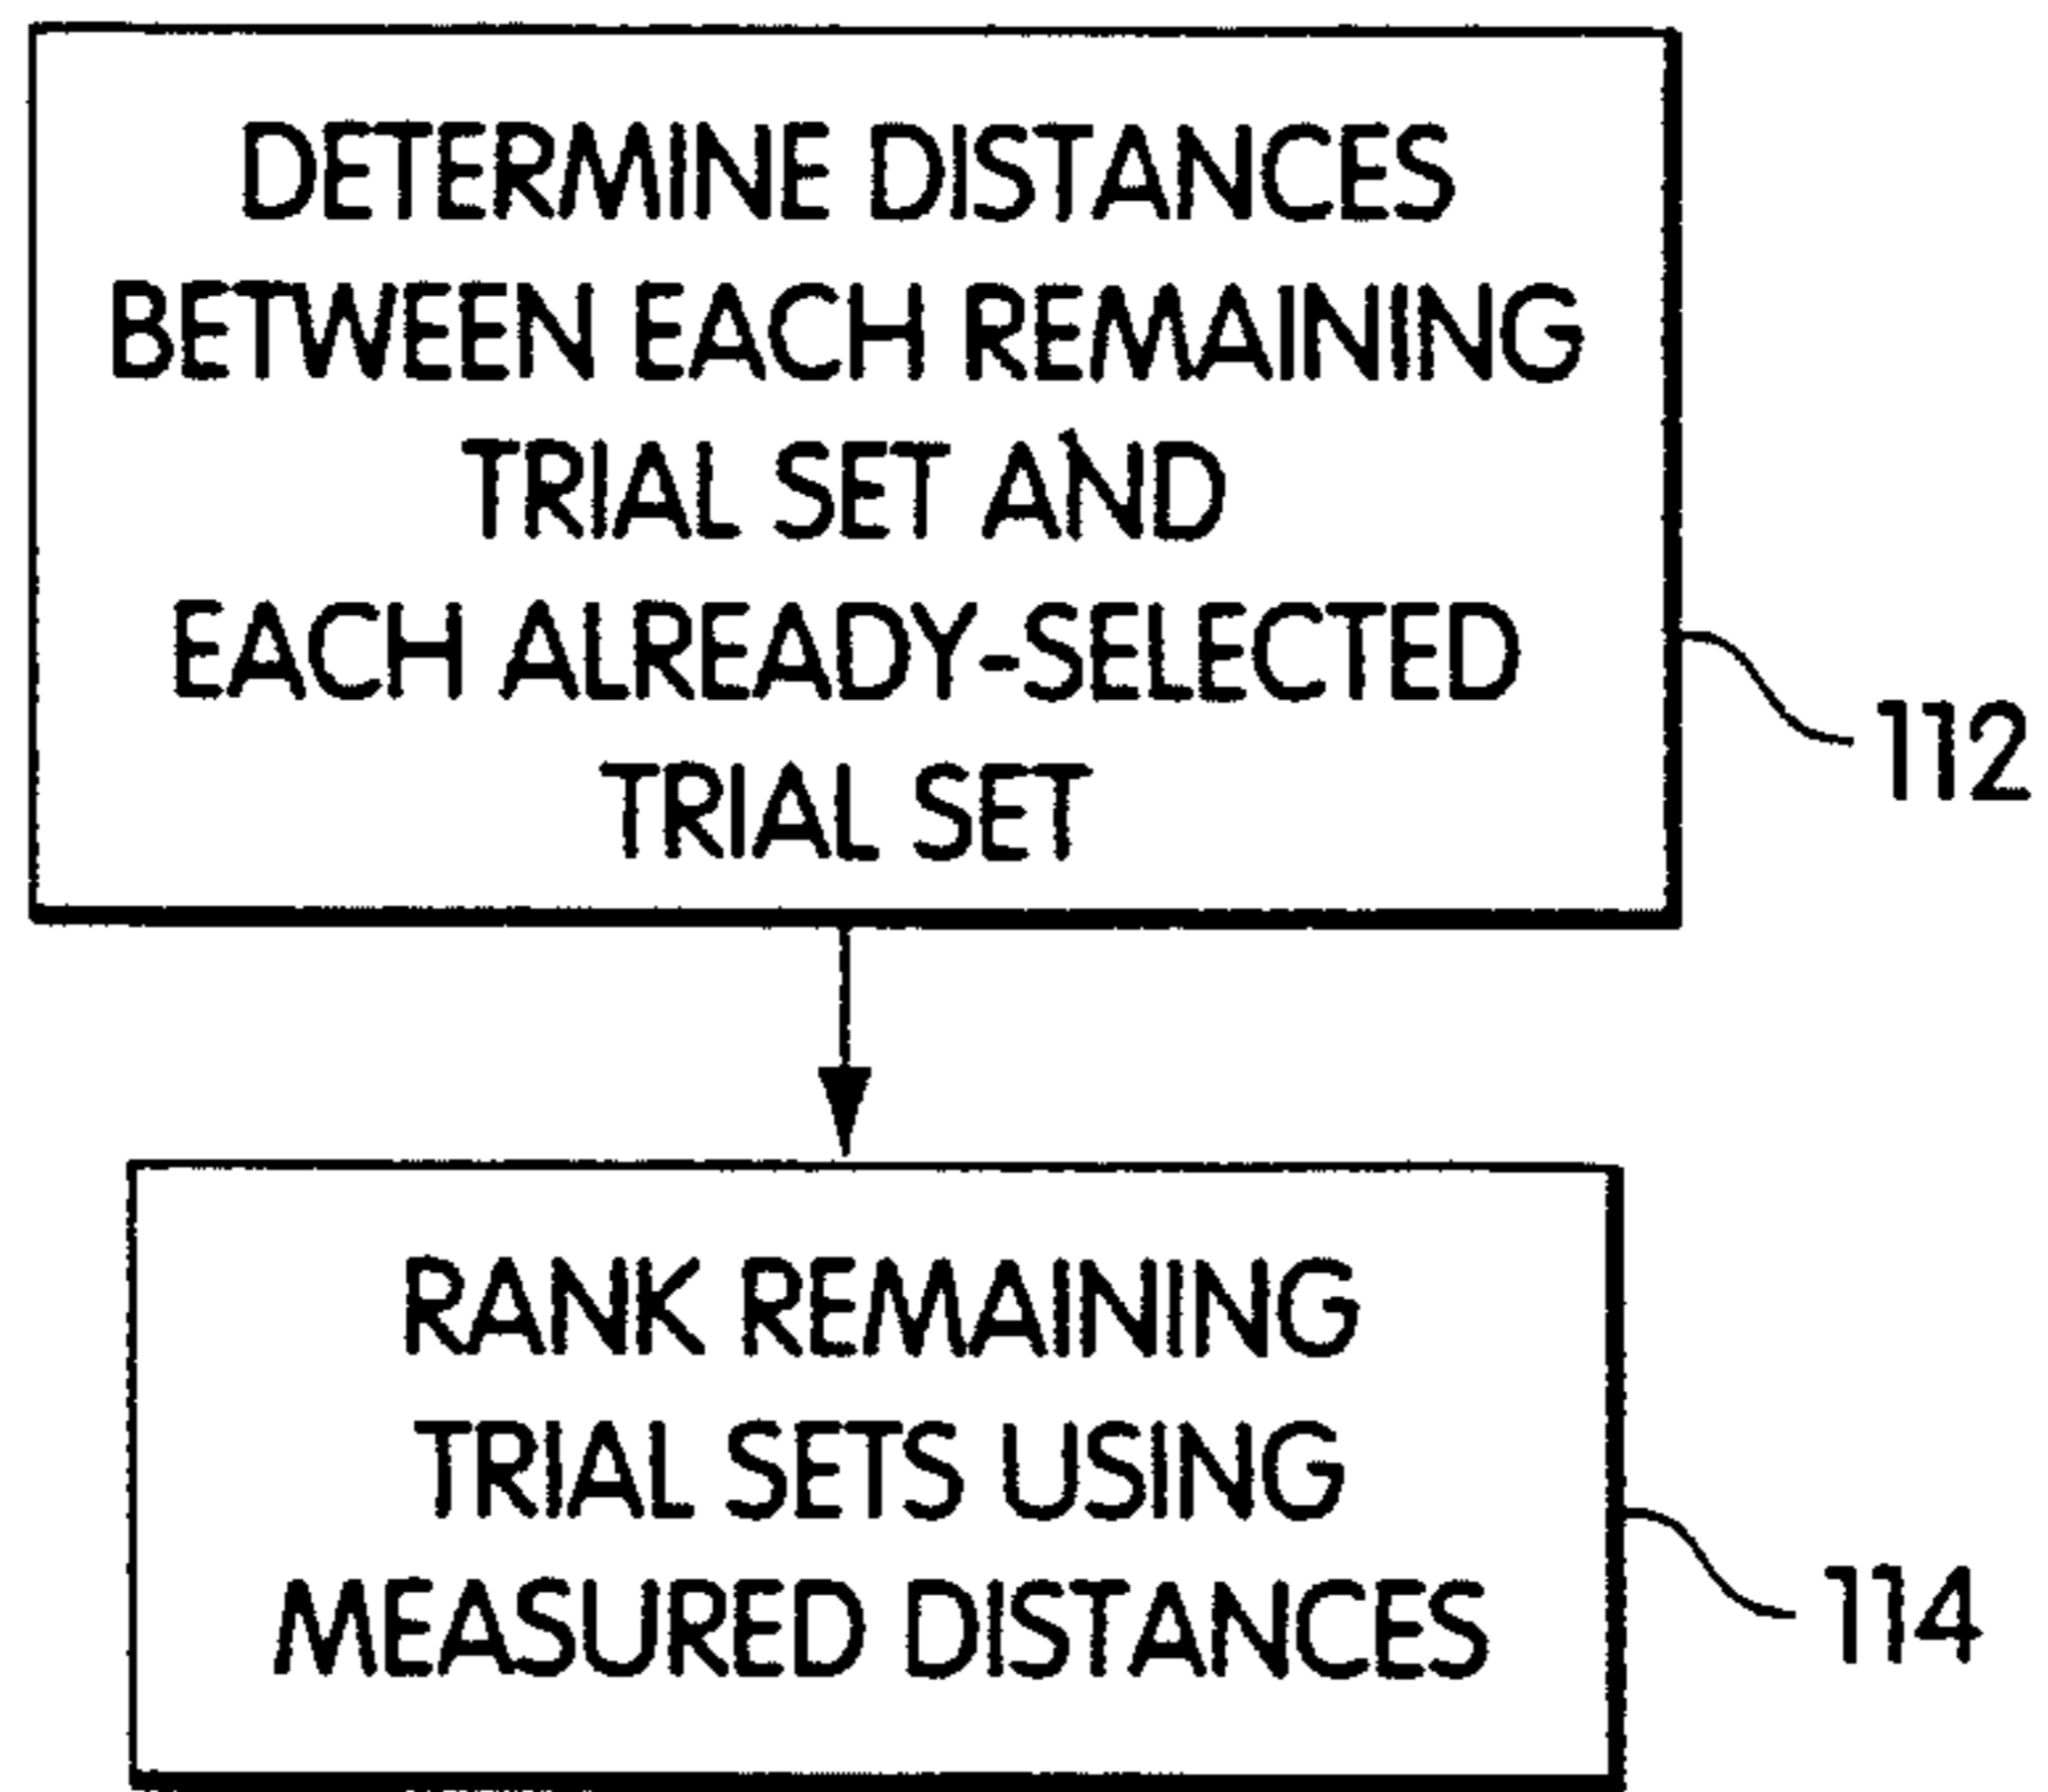 DETERMINE DISTANCES
BETWEEN EACH REMAINING
TRIAL SET AND
EACH ALREADY-SELECTED
TRIAL SET
112
RANK REMAINING
TRIAL SETS USING
MEASURED DISTANCES
114